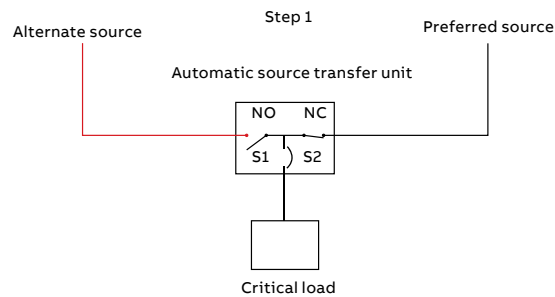 Step 1
Alternate source
Preferred source
Automatic source transfer unit
NO NC
S1 S2
Critical load